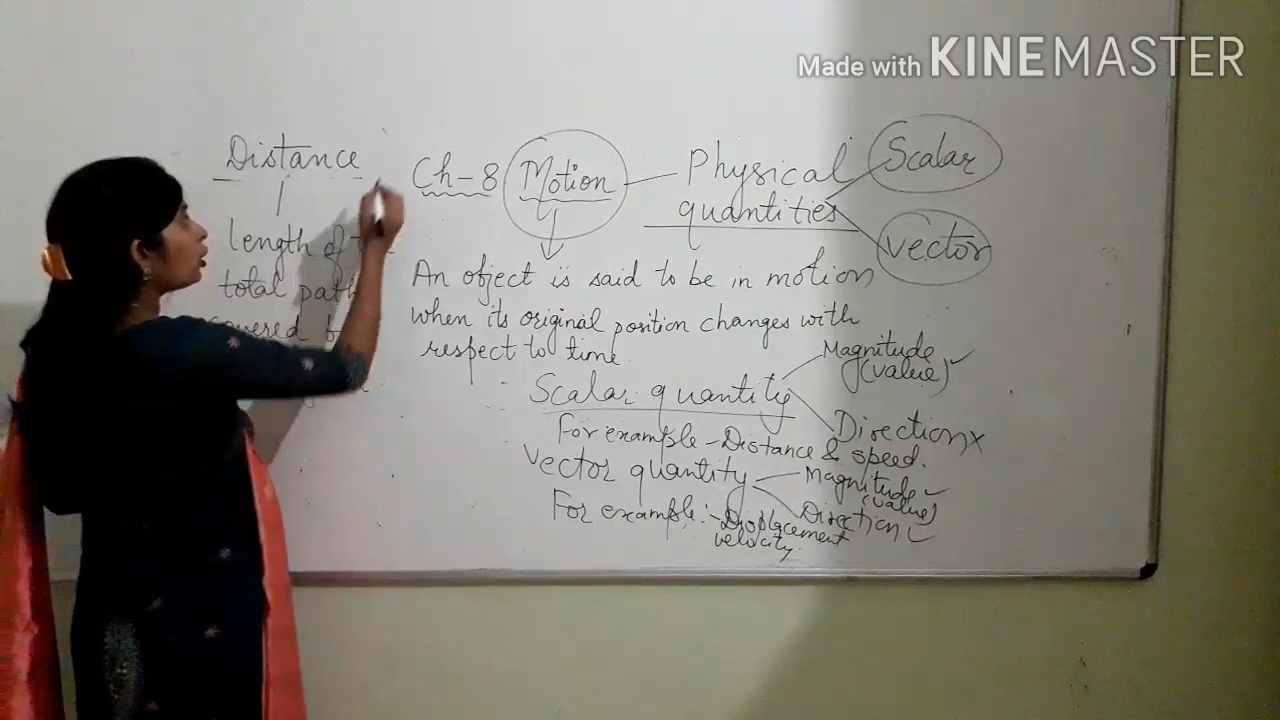 Made with KINEMASTER
Distance
length of
total path
covered
Ch-8 Motion
Physical
quantities
Scalar
Vector
An object is said to be in motion
when its original position changes with
respect to time.
Scalar quantity
Magnitude
(value) ✓
Direction x
For example - Distance & speed.
Vector quantity
Magnitude ✓
(value)
Direction ✓
For example:- Displacement
velocity.